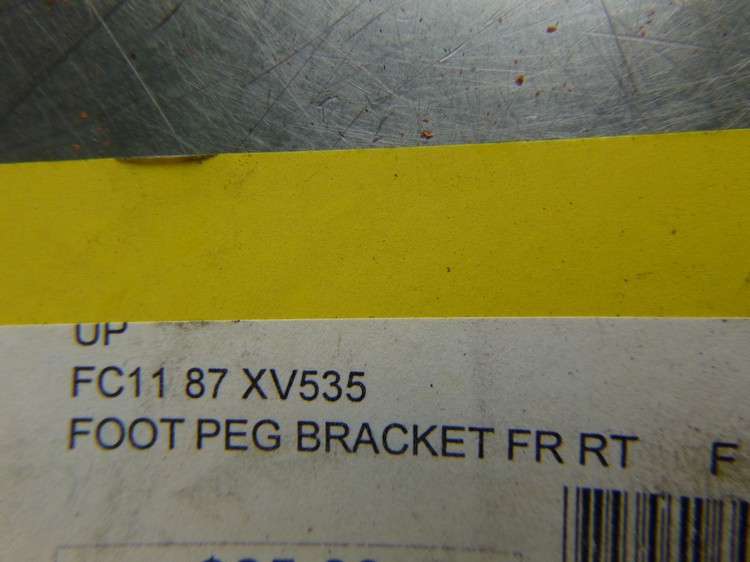 UP
FC11 87 XV535
FOOT PEG BRACKET FR RT F